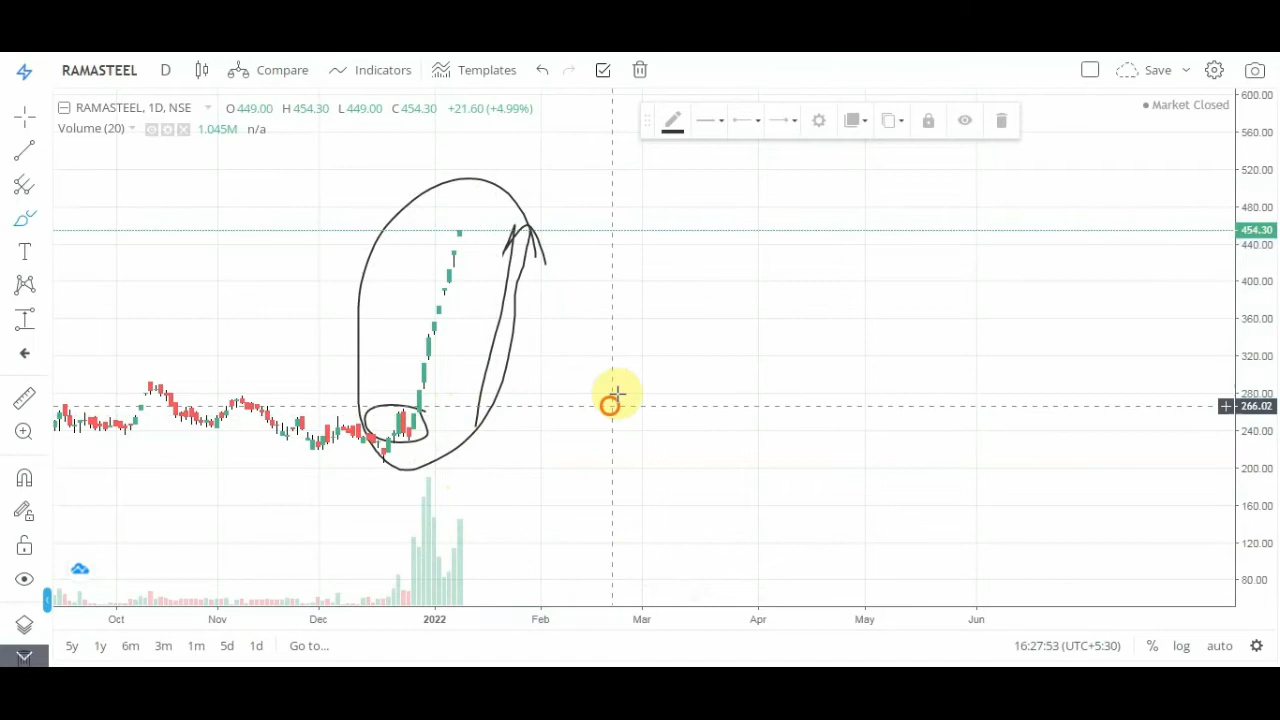 RAMASTEEL D Compare Indicators Templates Save
RAMASTEEL, 1D, NSE O449.00 H454.30 L449.00 C454.30 +21.60 (+4.99%)
Market Closed
Volume (20) 1.045M n/a
T
600.00
560.00
520.00
480.00
454.30
440.00
400.00
360.00
320.00
280.00
266.02
240.00
200.00
160.00
120.00
80.00
Oct Nov Dec 2022 Feb Mar Apr May Jun
5y 1y 6m 3m 1m 5d 1d Go to... 16:27:53 (UTC+5:30) % log auto